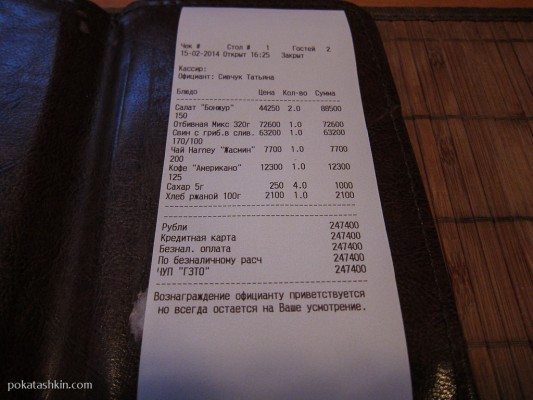 Чек # Стол # 1 Гостей 2
15-02-2014 Открыт 16:25 Закрыт
Кассир:
Официант: Сивчук Татьяна
Блюдо Цена Кол-во Сумма
Салат "Бонжур" 44250 2.0 88500
150
Отбивная Микс 320г 72600 1.0 72600
Свин с гриб.в слив. 63200 1.0 63200
170/100
Чай Harney "Жасмин" 7700 1.0 7700
200
Кофе "Американо" 12300 1.0 12300
125
Сахар 5г 250 4.0 1000
Хлеб ржаной 100г 2100 1.0 2100
Рубли 247400
Кредитная карта 247400
Безнал. оплата 247400
По безналичному расч 247400
ЧУП "ГЗТО" 247400
Вознаграждение официанту приветствуется
но всегда остается на Ваше усмотрение.
pokatashkin.com